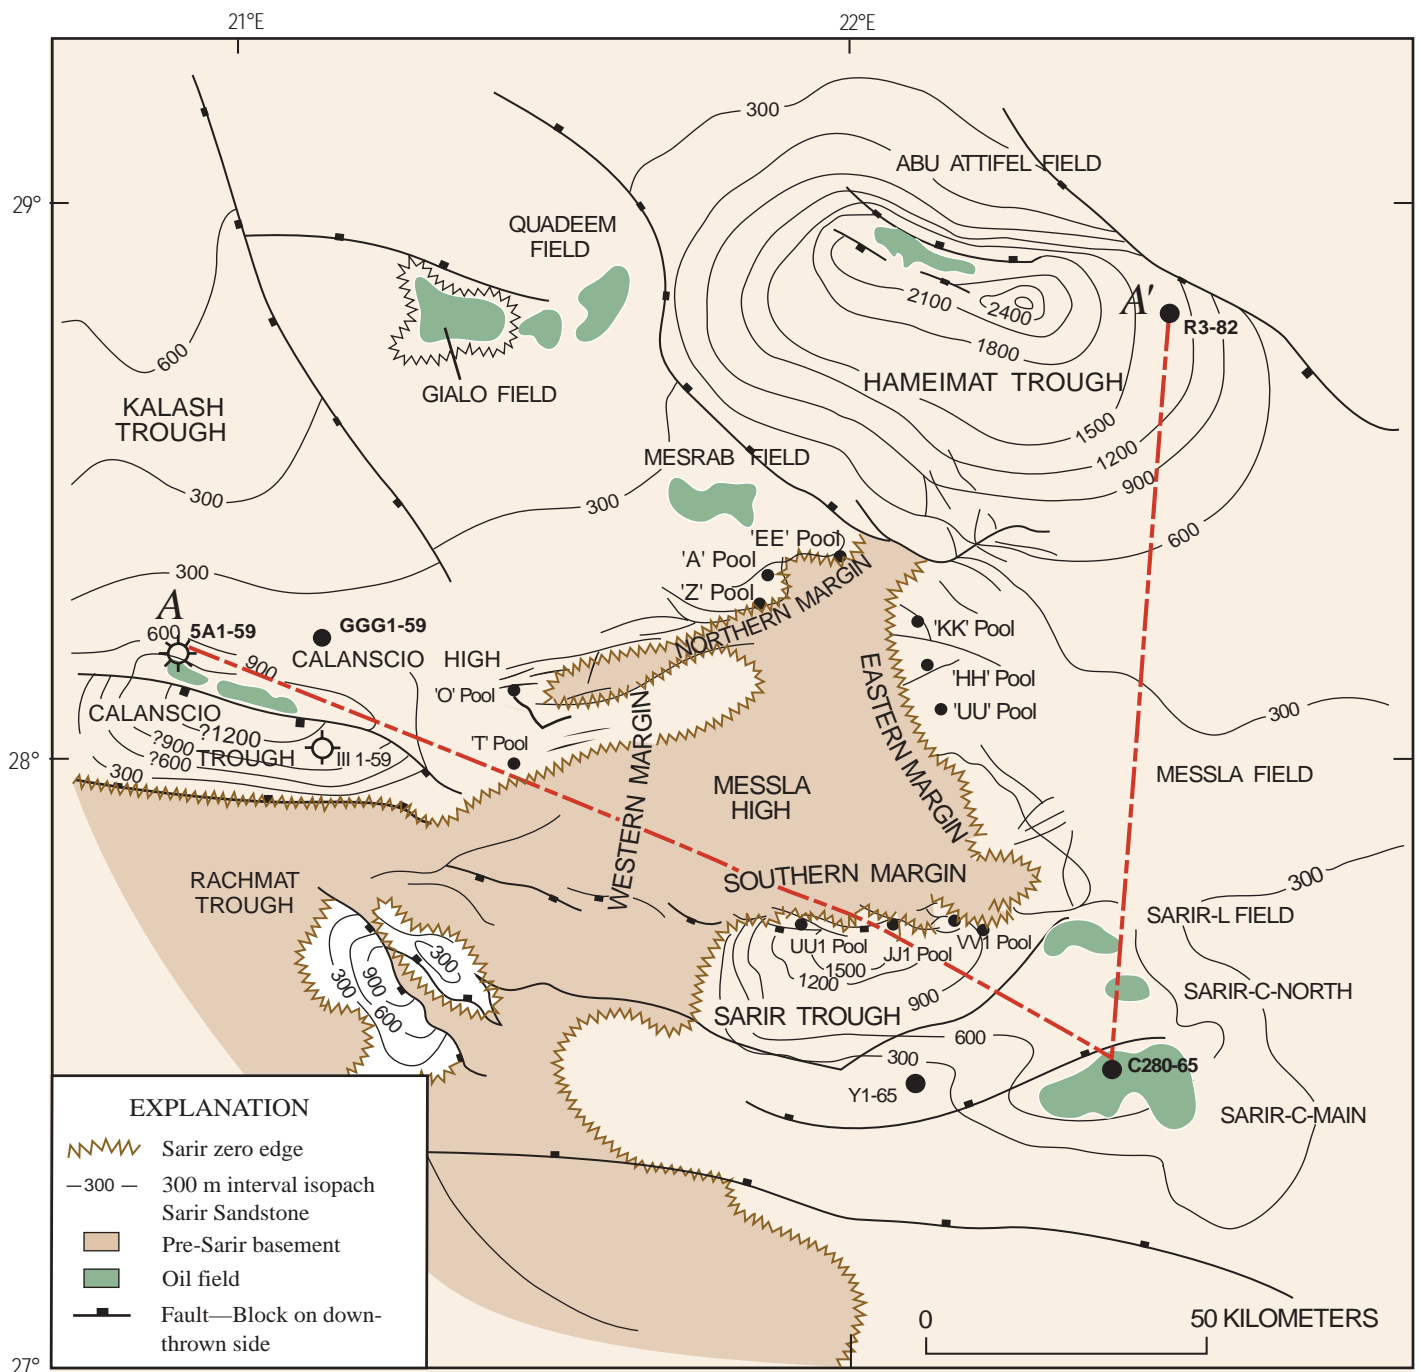 21°E
22°E
300
ABU ATTIFEL FIELD
29°
QUADEEM
FIELD
A'
R3-82
2100
2400
1800
600
HAMEIMAT TROUGH
GIALO FIELD
KALASH
TROUGH
1500
1200
MESRAB FIELD
900
300
300
600
'EE' Pool
'A' Pool
300
'Z' Pool
A
NORTHERN MARGIN
GGG1-59
5A1-59
600
'KK' Pool
CALANSCIO HIGH
900
'HH' Pool
'O' Pool
EASTERN MARGIN
'UU' Pool
300
CALANSCIO
?1200
?900
'T' Pool
WESTERN MARGIN
28°
TROUGH
III 1-59
?600
300
MESSLA FIELD
MESSLA
HIGH
RACHMAT
TROUGH
SOUTHERN MARGIN
300
SARIR-L FIELD
UU1 Pool
JJ1 Pool
VV1 Pool
300
900
300
600
1500
1200
900
SARIR-C-NORTH
SARIR TROUGH
600
300
C280-65
Y1-65
SARIR-C-MAIN
EXPLANATION
Sarir zero edge
300
300 m interval isopach
Sarir Sandstone
Pre-Sarir basement
Oil field
Fault—Block on down-
thrown side
0
50 KILOMETERS
27°